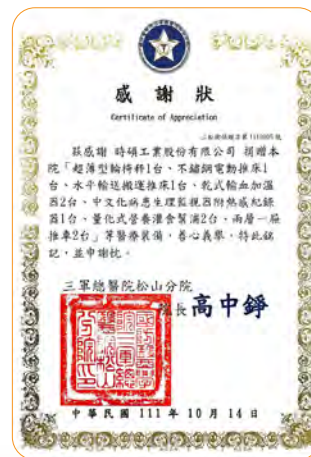 感謝狀
Certificate of Appreciation
茲感謝 時碩工業股份有限公司 捐贈本
院「超薄型輪椅秤1台、不鏽鋼電動推床1
台、水平輸送搬運推床1台、乾式輸血加溫
器2台、中文化病患生理監視器附熱感紀錄
器1台、量化式營養灌食幫浦2台、兩層一屜
推車2台」等醫療裝備,善心義舉,特此銘
記,並申謝忱。
三軍總醫院松山分院
院長 高中錚
中華民國 111 年 10 月 14 日